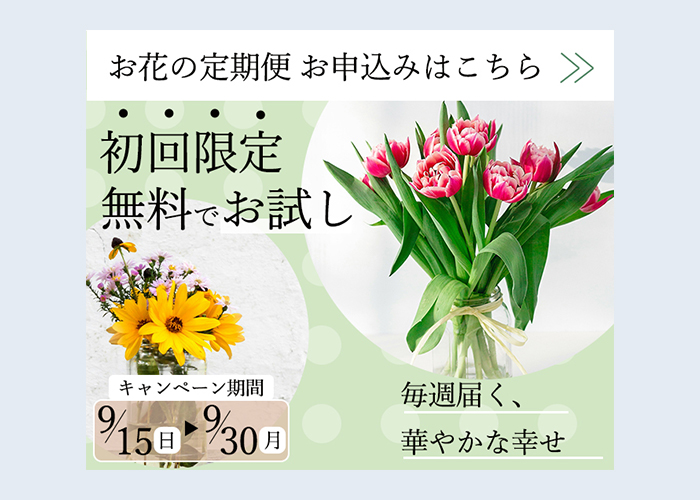 お花の定期便 お申込みはこちら
初回限定
無料でお試し
キャンペーン期間
9/15日▶9/30月
毎週届く、
華やかな幸せ